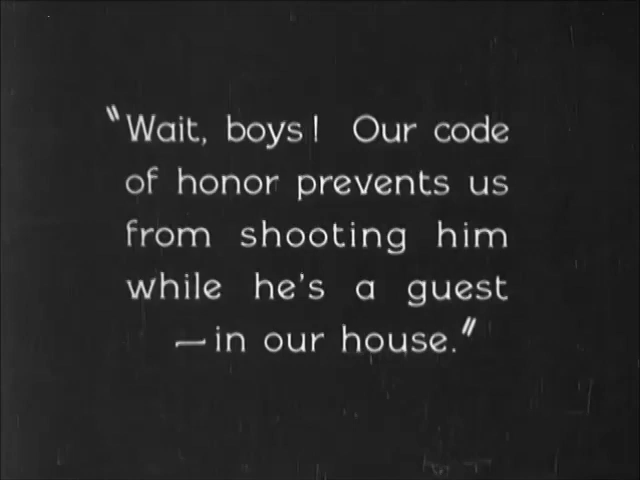 "Wait, boys! Our code
of honor prevents us
from shooting him
while he's a guest
—in our house."